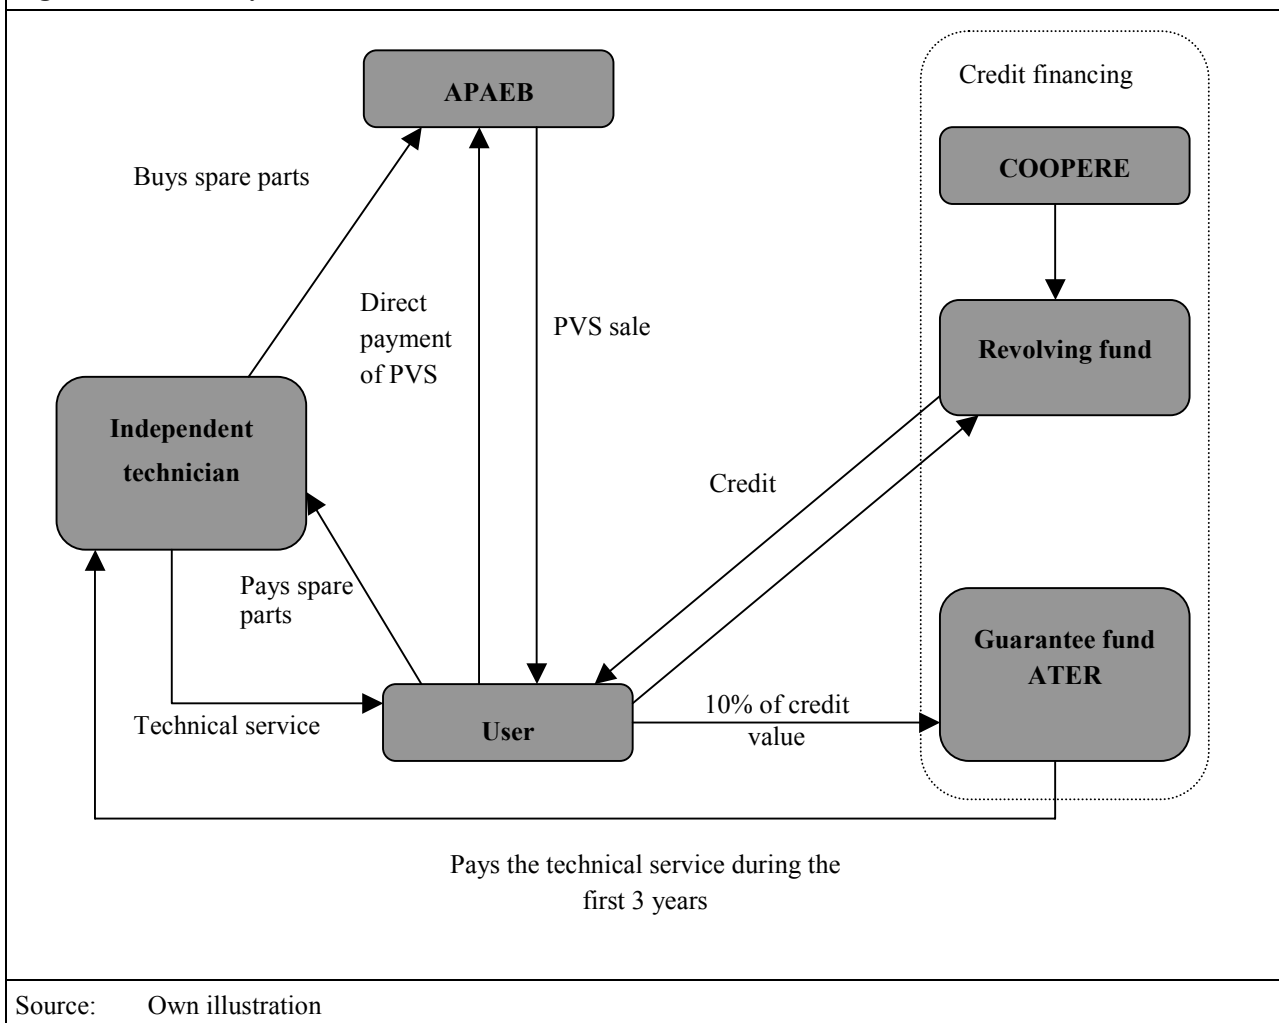 APAEB
Credit financing
COOPERE
Buys spare parts
Direct
payment
of PVS
PVS sale
Revolving fund
Independent
technician
Credit
Pays spare
parts
Guarantee fund
ATER
Technical service
User
10% of credit
value
Pays the technical service during the
first 3 years
Source: Own illustration